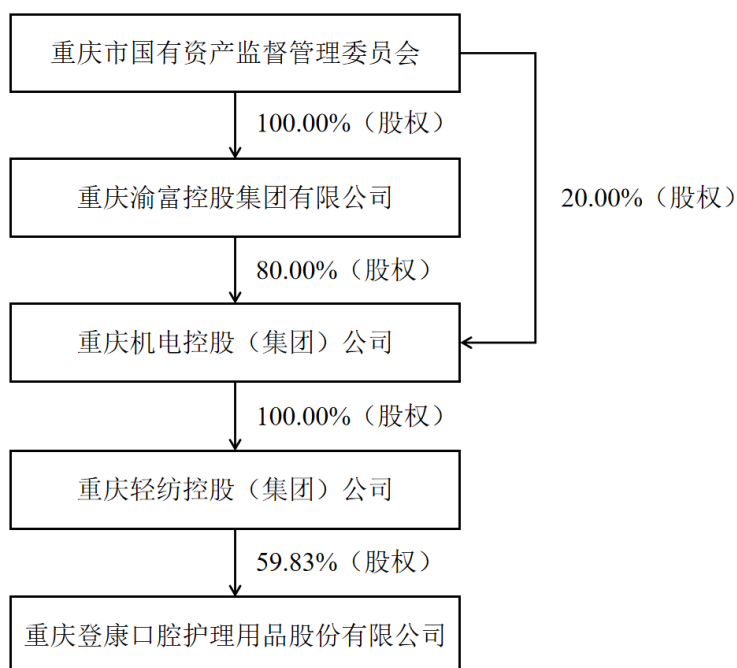 重庆市国有资产监督管理委员会
100.00%（股权）
重庆渝富控股集团有限公司
20.00%（股权）
80.00%（股权）
重庆机电控股（集团）公司
100.00%（股权）
重庆轻纺控股（集团）公司
59.83%（股权）
重庆登康口腔护理用品股份有限公司